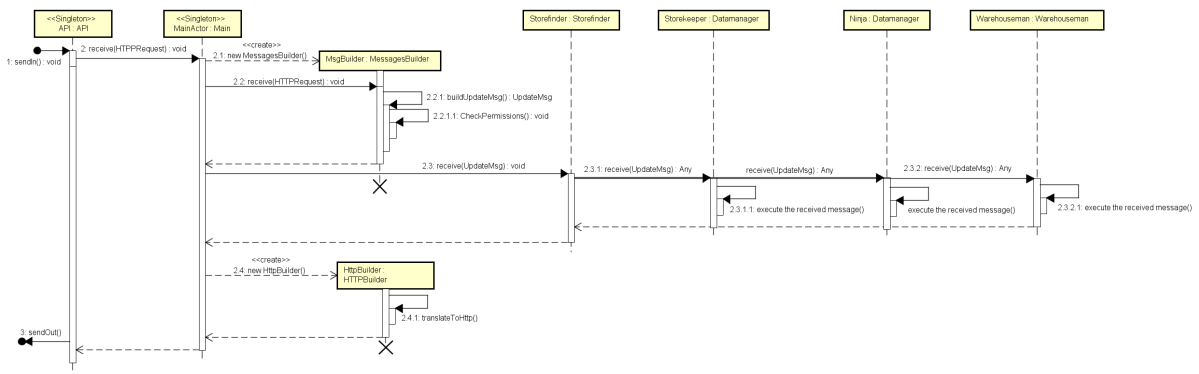 <<Singleton>>
API : API
<<Singleton>>
MainActor : Main
Storefinder : Storefinder
Storekeeper : Datamanager
Ninja : Datamanager
Warehouseman : Warehouseman
1: sendIn() : void
2: receive(HTPPRequest) : void
<<create>>
2.1: new MessagesBuilder()
MsgBuilder : MessagesBuilder
2.2: receive(HTTPRequest) : void
2.2.1: buildUpdateMsg() : UpdateMsg
2.2.1.1: CheckPermissions() : void
2.3: receive(UpdateMsg) : void
2.3.1: receive(UpdateMsg) : Any
receive(UpdateMsg) : Any
2.3.2: receive(UpdateMsg) : Any
2.3.1.1: execute the received message()
execute the received message()
2.3.2.1: execute the received message()
<<create>>
2.4: new HttpBuilder()
HttpBuilder :
HTTPBuilder
2.4.1: translateToHttp()
3: sendOut()